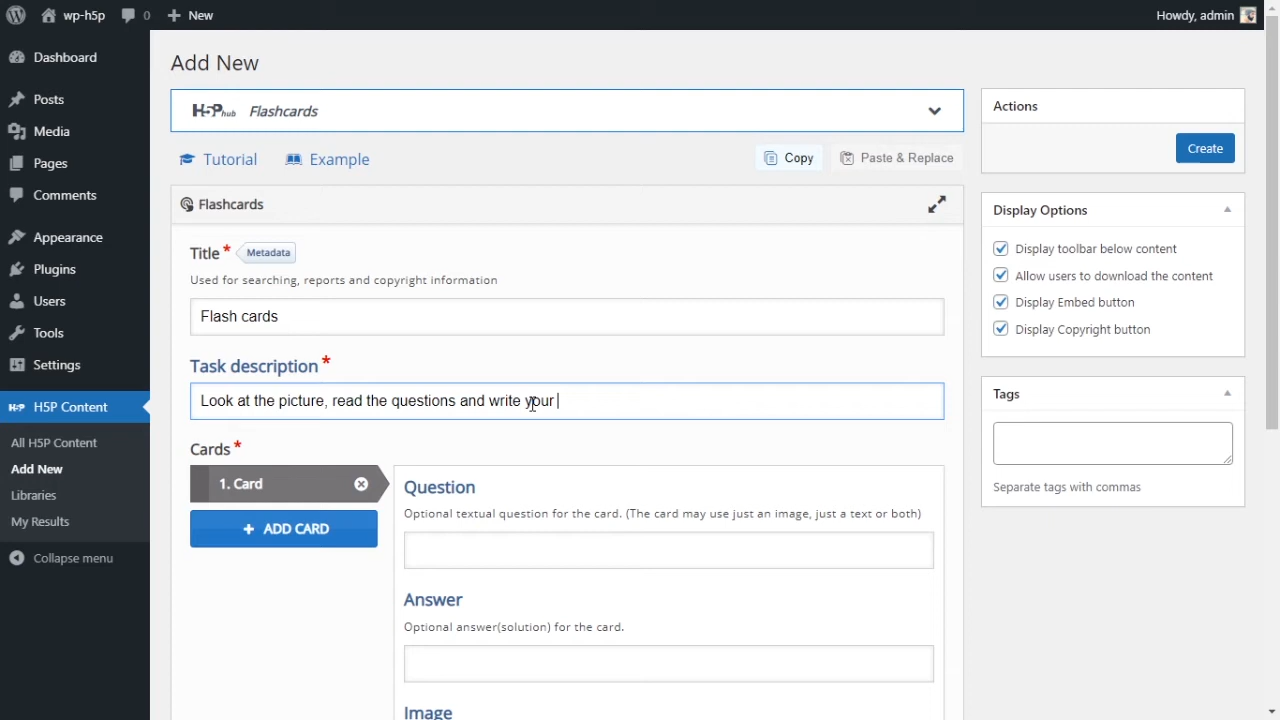 wp-h5p 0 New Howdy, admin
Dashboard
Posts
Media
Pages
Comments
Appearance
Plugins
Users
Tools
Settings
H5P Content
All H5P Content
Add New
Libraries
My Results
Collapse menu
Add New
H5P hub Flashcards
Tutorial Example Copy Paste & Replace
Flashcards
Title * Metadata
Used for searching, reports and copyright information
Flash cards
Task description *
Look at the picture, read the questions and write your
Cards *
1. Card
+ ADD CARD
Question
Optional textual question for the card. (The card may use just an image, just a text or both)
Answer
Optional answer(solution) for the card.
Image
Actions
Create
Display Options
Display toolbar below content
Allow users to download the content
Display Embed button
Display Copyright button
Tags
Separate tags with commas